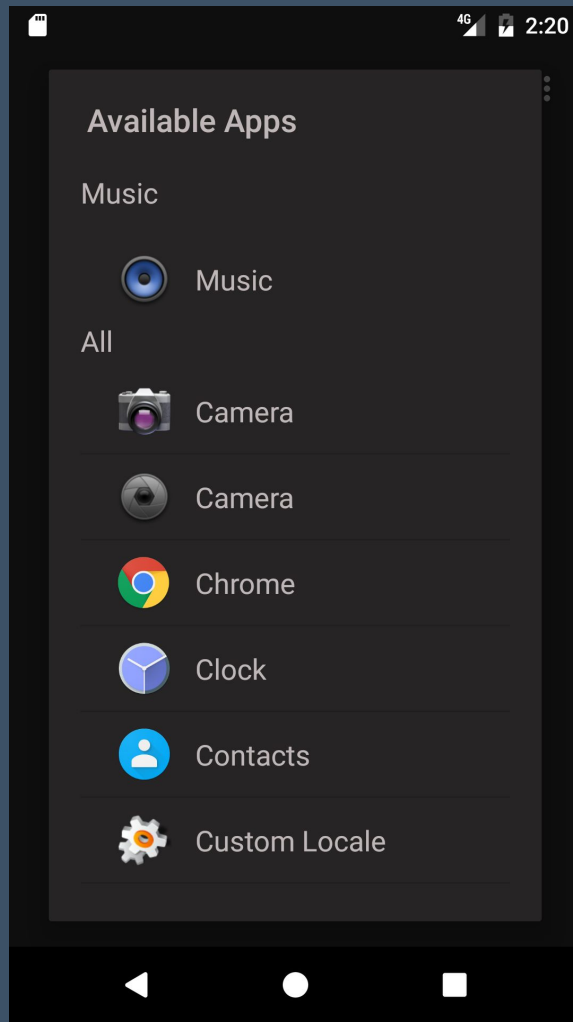 4G 2:20
Available Apps
Music
Music
All
Camera
Camera
Chrome
Clock
Contacts
Custom Locale